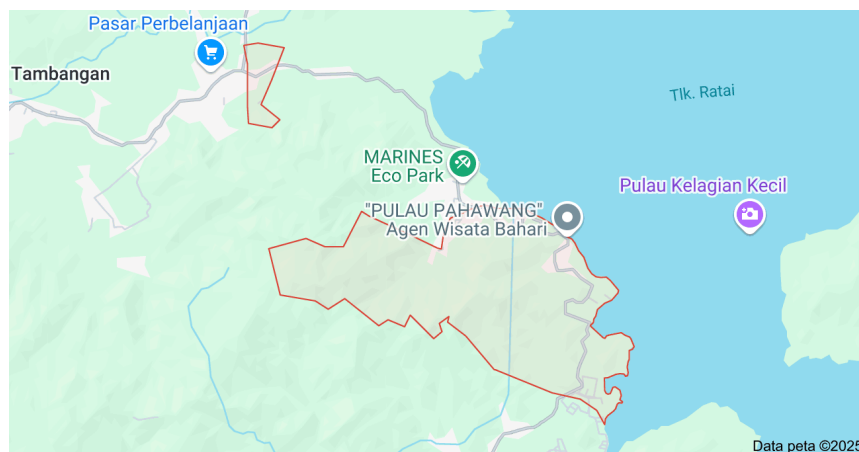 Pasar Perbelanjaan
Tambangan
Tlk. Ratai
MARINES
Eco Park
Pulau Kelagian Kecil
"PULAU PAHAWANG"
Agen Wisata Bahari
Data peta ©2025